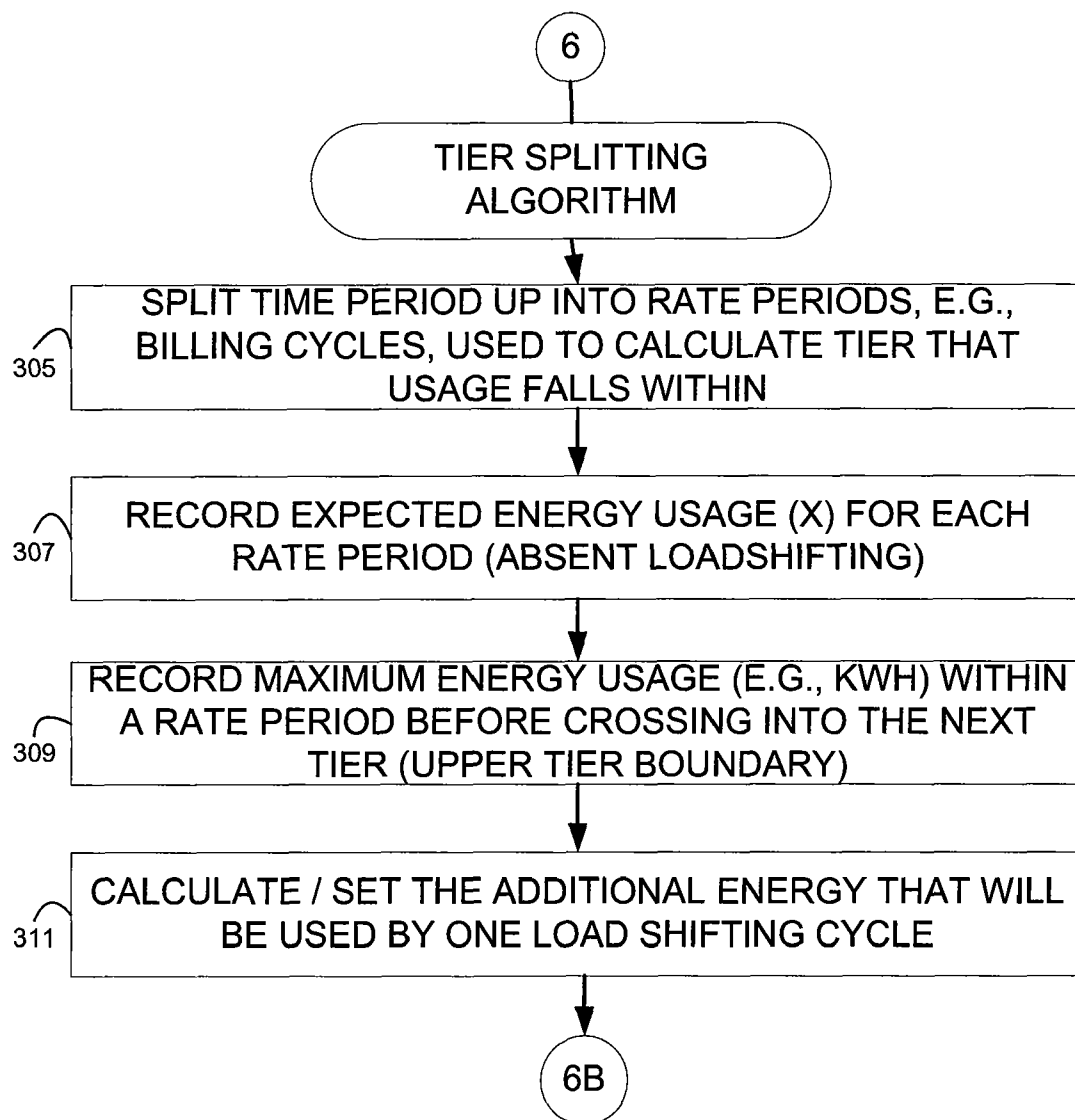 6
TIER SPLITTING
ALGORITHM
SPLIT TIME PERIOD UP INTO RATE PERIODS, E.G.,
BILLING CYCLES, USED TO CALCULATE TIER THAT
USAGE FALLS WITHIN
305
RECORD EXPECTED ENERGY USAGE (X) FOR EACH
RATE PERIOD (ABSENT LOADSHIFTING)
307
RECORD MAXIMUM ENERGY USAGE (E.G., KWH) WITHIN
A RATE PERIOD BEFORE CROSSING INTO THE NEXT
TIER (UPPER TIER BOUNDARY)
309
CALCULATE / SET THE ADDITIONAL ENERGY THAT WILL
BE USED BY ONE LOAD SHIFTING CYCLE
311
6B